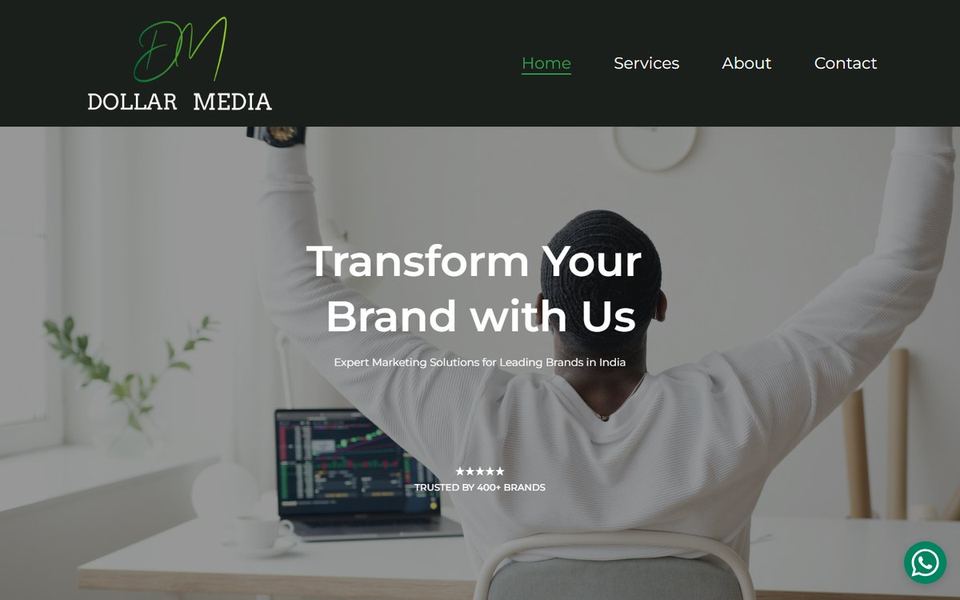 DM
DOLLAR MEDIA
Home Services About Contact
Transform Your
Brand with Us
Expert Marketing Solutions for Leading Brands in India
★★★★★
TRUSTED BY 400+ BRANDS